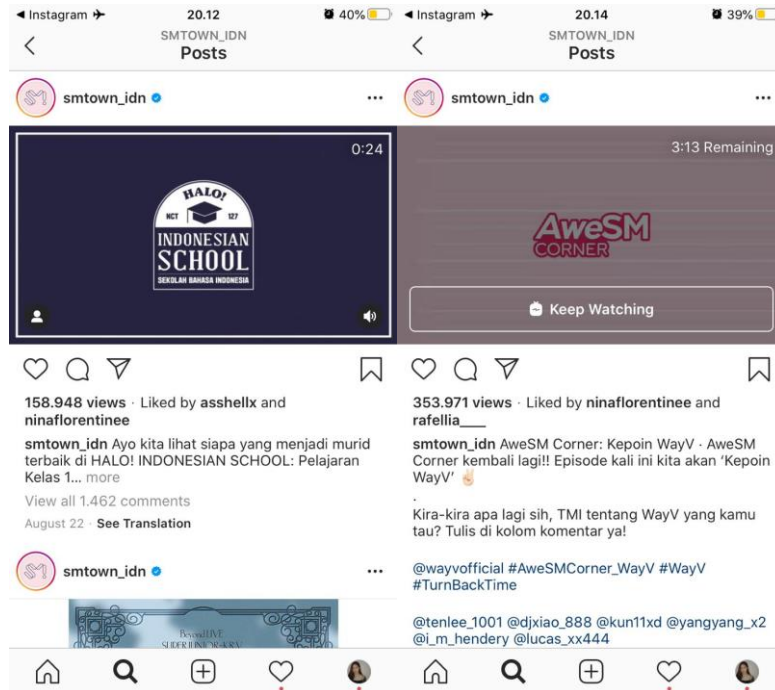 Instagram
20.12
40%
SMTOWN_IDN
Posts
smtown_idn
0:24
HALO!
NCT 127
INDONESIAN
SCHOOL
SEKOLAH BAHASA INDONESIA
158.948 views · Liked by asshellx and
ninaflorentinee
smtown_idn Ayo kita lihat siapa yang menjadi murid
terbaik di HALO! INDONESIAN SCHOOL: Pelajaran
Kelas 1... more
View all 1.462 comments
August 22 · See Translation
smtown_idn
Beyond LIVE
SUPER JUNIOR-K.R.Y.
Instagram
20.14
39%
SMTOWN_IDN
Posts
smtown_idn
3:13 Remaining
AweSM
CORNER
Keep Watching
353.971 views · Liked by ninaflorentinee and
rafellia___
smtown_idn AweSM Corner: Kepoin WayV · AweSM
Corner kembali lagi!! Episode kali ini kita akan ‘Kepoin
WayV’ ✌🏻
.
Kira-kira apa lagi sih, TMI tentang WayV yang kamu
tau? Tulis di kolom komentar ya!
@wayvofficial #AweSMCorner_WayV #WayV
#TurnBackTime
@tenlee_1001 @djxiao_888 @kun11xd @yangyang_x2
@i_m_hendery @lucas_xx444